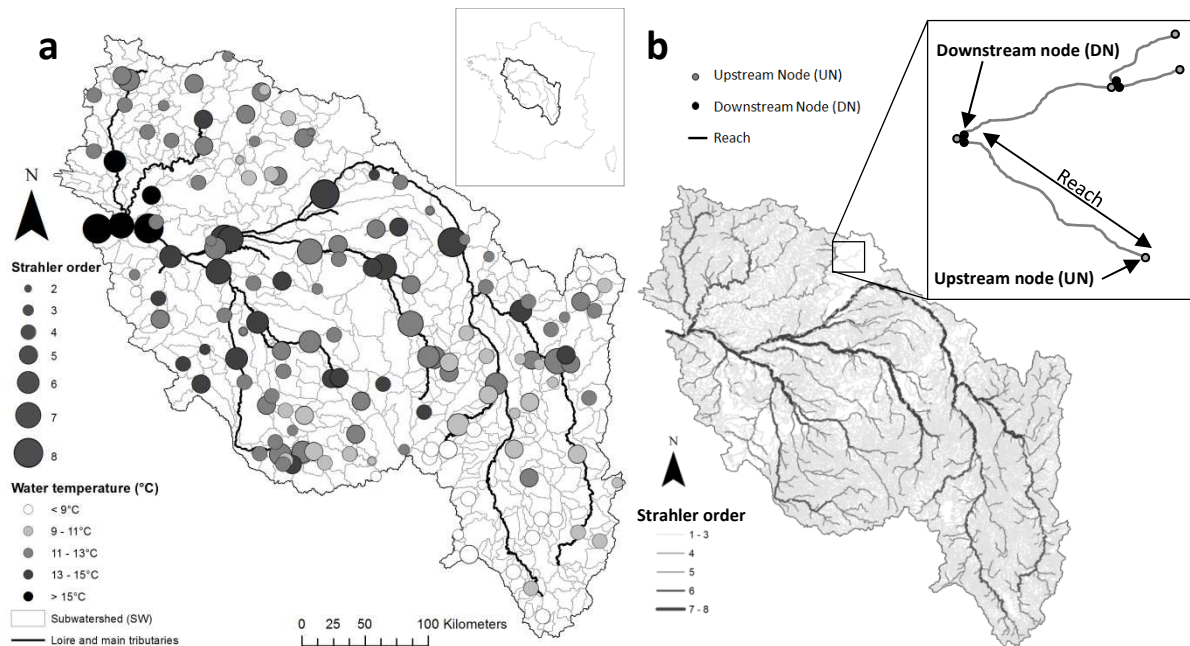 a
N
Strahler order
2
3
4
5
6
7
8
Water temperature (°C)
< 9°C
9 - 11°C
11 - 13°C
13 - 15°C
> 15°C
Subwatershed (SW)
Loire and main tributaries
0 25 50 100 Kilometers
b
Upstream Node (UN)
Downstream Node (DN)
Reach
Downstream node (DN)
Reach
Upstream node (UN)
N
Strahler order
1 - 3
4
5
6
7 - 8